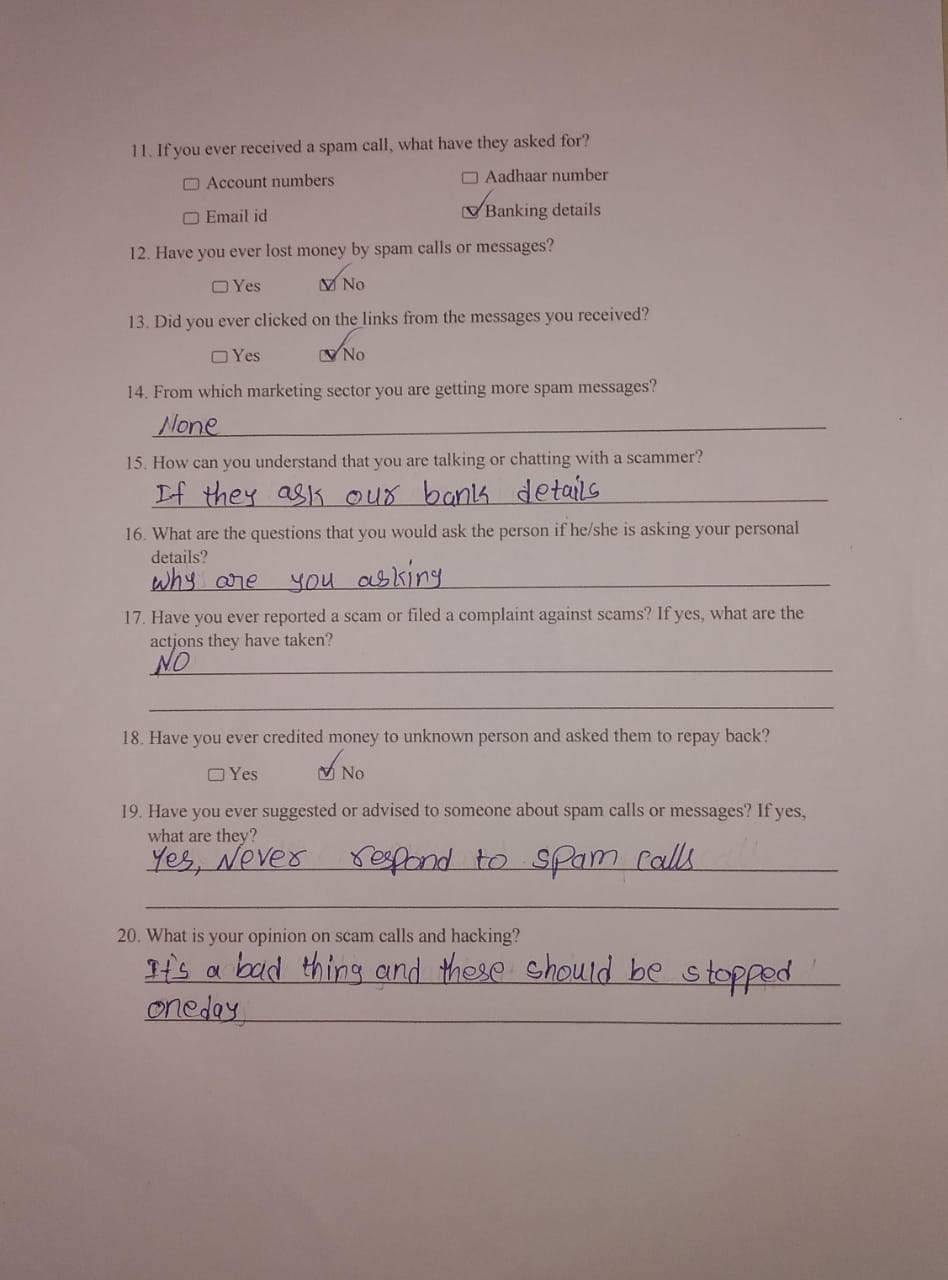 11. If you ever received a spam call, what have they asked for?
☐ Account numbers ☐ Aadhaar number
☐ Email id ☑ Banking details
12. Have you ever lost money by spam calls or messages?
☐ Yes ☑ No
13. Did you ever clicked on the links from the messages you received?
☐ Yes ☑ No
14. From which marketing sector you are getting more spam messages?
None
15. How can you understand that you are talking or chatting with a scammer?
If they ask our bank details
16. What are the questions that you would ask the person if he/she is asking your personal
details?
Why are you asking
17. Have you ever reported a scam or filed a complaint against scams? If yes, what are the
actions they have taken?
NO
18. Have you ever credited money to unknown person and asked them to repay back?
☐ Yes ☑ No
19. Have you ever suggested or advised to someone about spam calls or messages? If yes,
what are they?
Yes, Never respond to spam calls
20. What is your opinion on scam calls and hacking?
It's a bad thing and these should be stopped
oneday